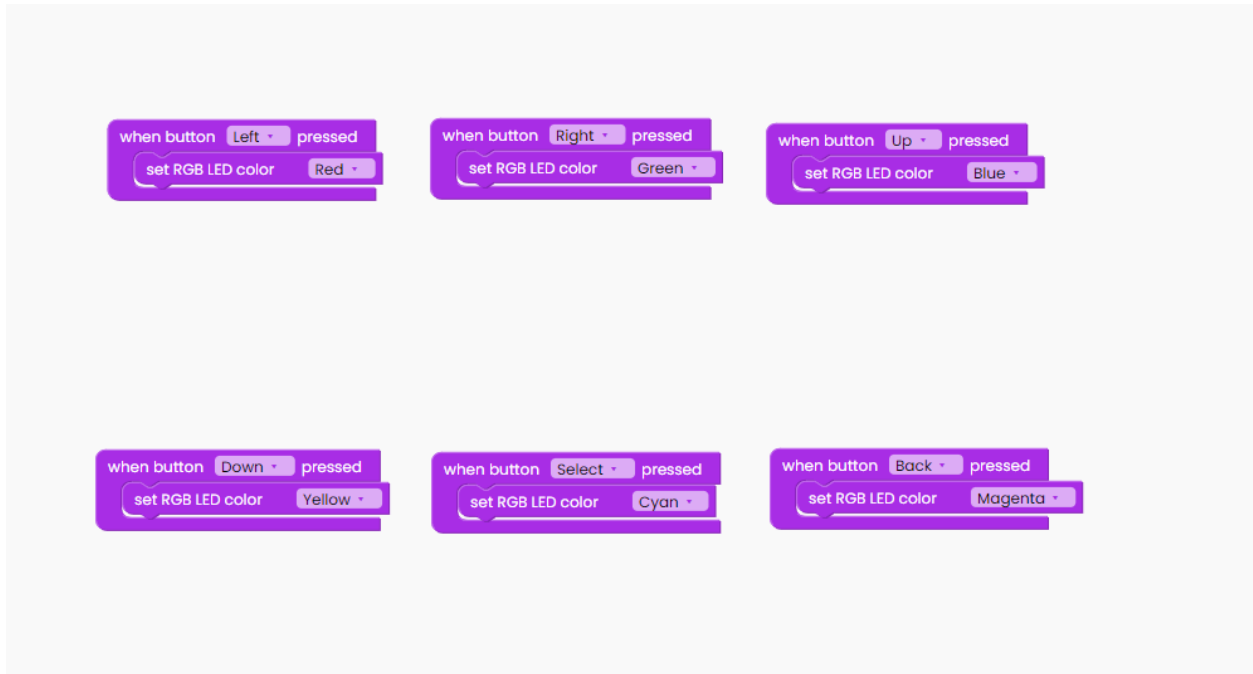 when button Left pressed
set RGB LED color Red
when button Right pressed
set RGB LED color Green
when button Up pressed
set RGB LED color Blue
when button Down pressed
set RGB LED color Yellow
when button Select pressed
set RGB LED color Cyan
when button Back pressed
set RGB LED color Magenta